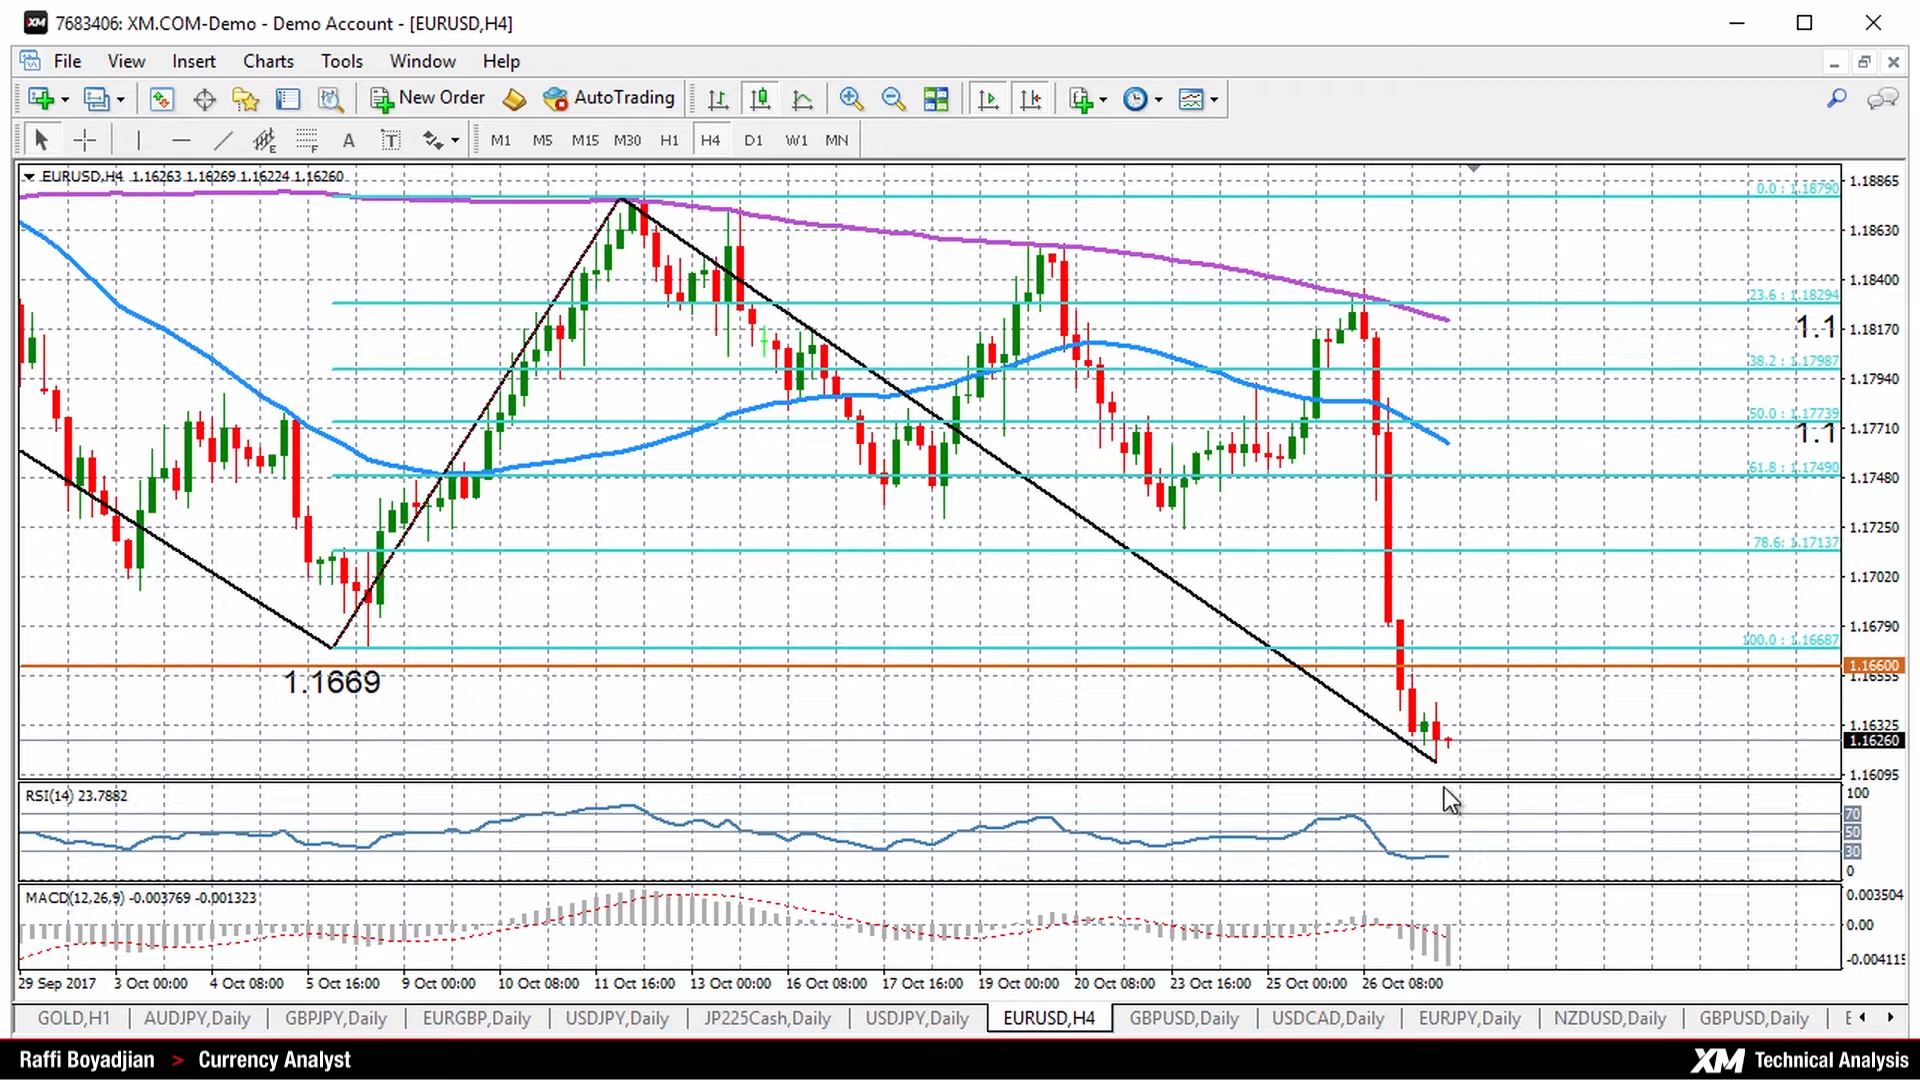 XM 7683406: XM.COM-Demo - Demo Account - [EURUSD,H4]
File View Insert Charts Tools Window Help
New Order AutoTrading
E F A T M1 M5 M15 M30 H1 H4 D1 W1 MN
EURUSD,H4 1.16263 1.16269 1.16224 1.16260
1.18865
0.0 : 1.18790
1.18630
1.18400
23.6 : 1.18294
1.1
1.18170
38.2 : 1.17987
1.17940
50.0 : 1.17739
1.1
1.17710
61.8 : 1.17490
1.17480
1.17250
78.6: 1.17137
1.17020
1.16790
100.0 : 1.16687
1.16600
1.16555
1.1669
1.16325
1.16260
1.16095
RSI(14) 23.7882
100
70
50
30
0
MACD(12,26,9) -0.003769 -0.001323
0.003504
0.00
-0.004115
29 Sep 2017 3 Oct 00:00 4 Oct 08:00 5 Oct 16:00 9 Oct 00:00 10 Oct 08:00 11 Oct 16:00 13 Oct 00:00 16 Oct 08:00 17 Oct 16:00 19 Oct 00:00 20 Oct 08:00 23 Oct 16:00 25 Oct 00:00 26 Oct 08:00
GOLD,H1 AUDJPY,Daily GBPJPY,Daily EURGBP,Daily USDJPY,Daily JP225Cash,Daily USDJPY,Daily EURUSD,H4 GBPUSD,Daily USDCAD,Daily EURJPY,Daily NZDUSD,Daily GBPUSD,Daily
Raffi Boyadjian > Currency Analyst XM Technical Analysis